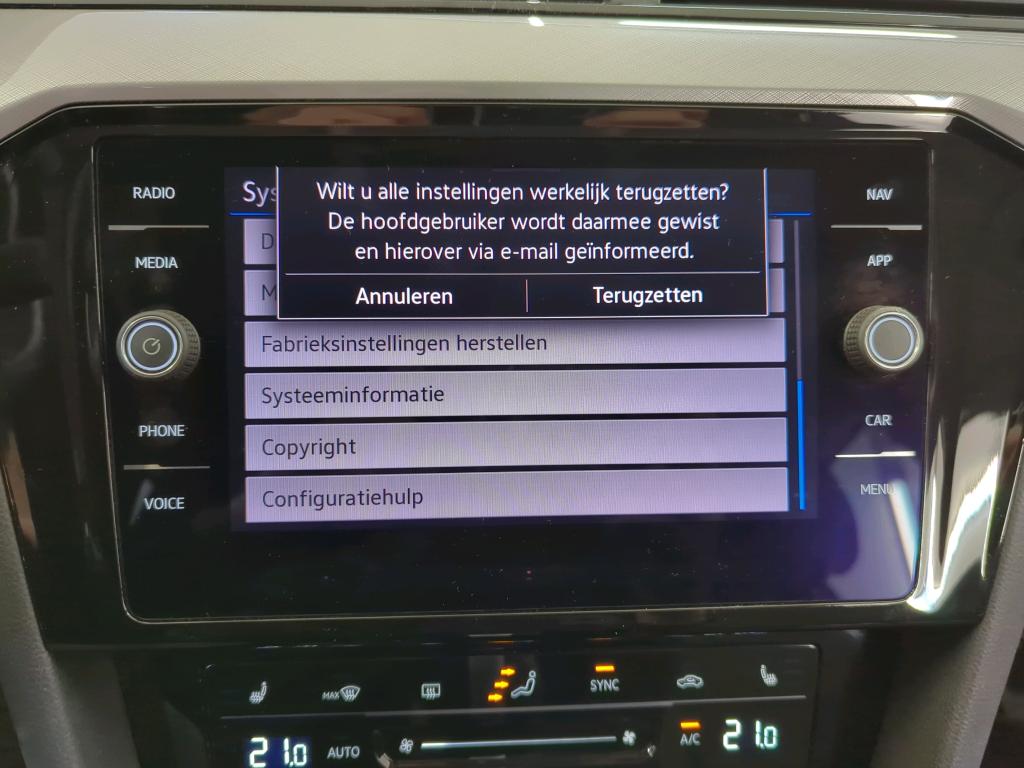 RADIO
MEDIA
PHONE
VOICE
Wilt u alle instellingen werkelijk terugzetten?
De hoofdgebruiker wordt daarmee gewist
en hierover via e-mail geïnformeerd.
Annuleren
Terugzetten
Fabrieksinstellingen herstellen
Systeeminformatie
Copyright
Configuratiehulp
NAV
APP
CAR
MENU
MAX
SYNC
21.0
AUTO
A/C
21.0